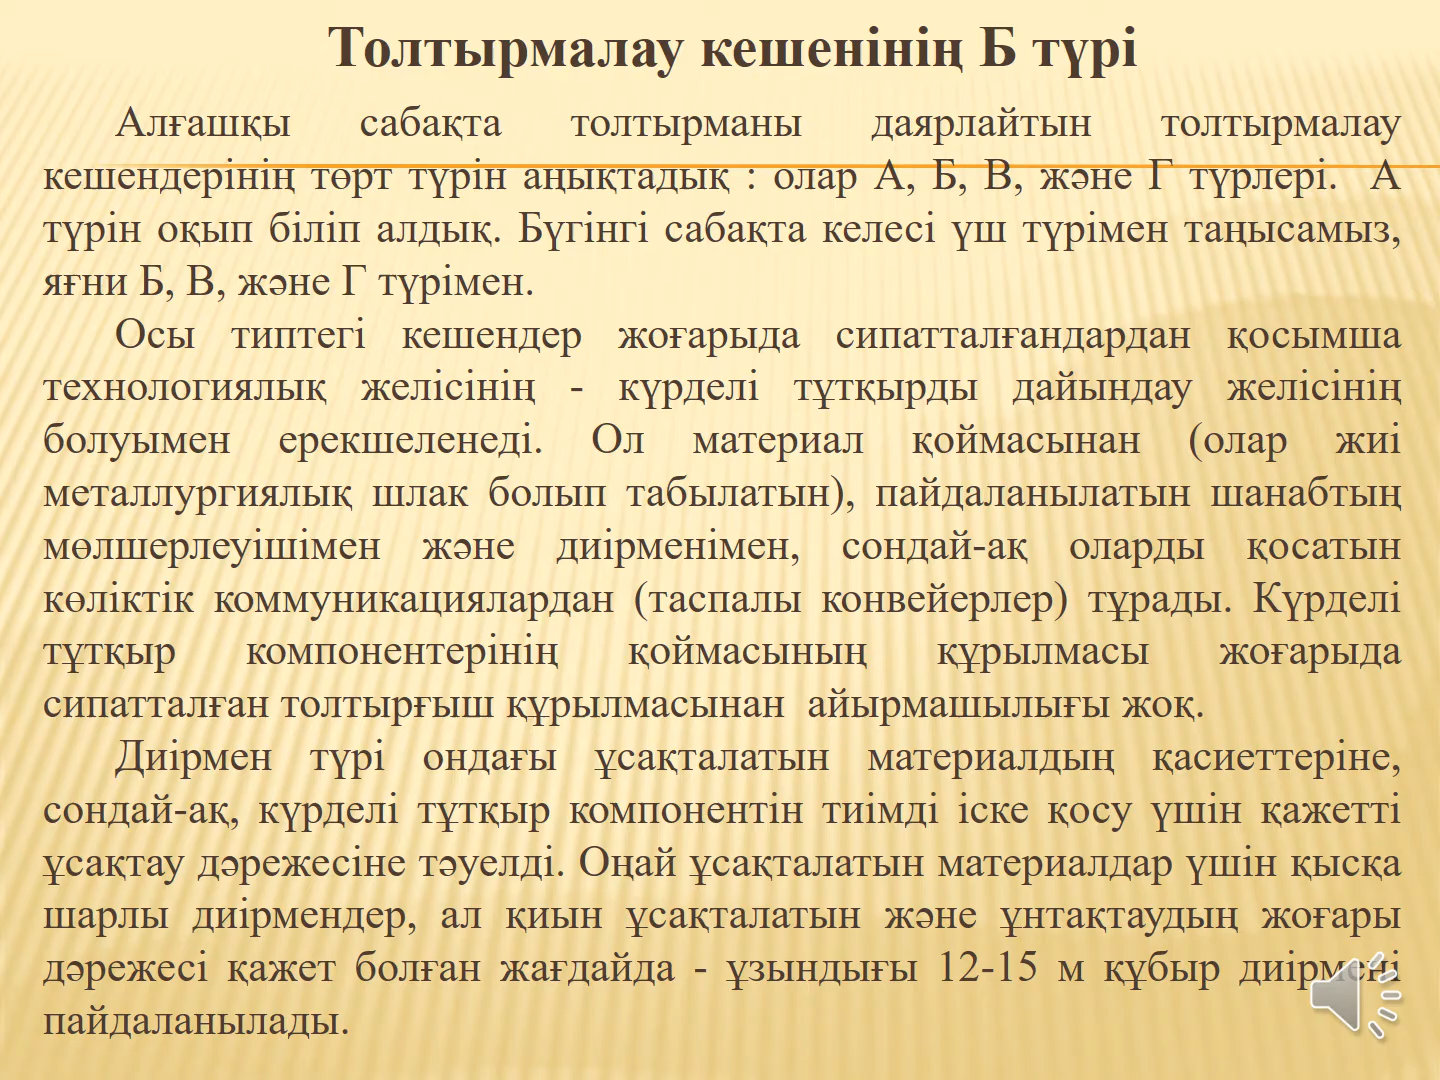 Толтырмалау кешенінің Б түрі
Алғашқы сабақта толтырманы даярлайтын толтырмалау
кешендерінің төрт түрін аңықтадық : олар А, Б, В, және Г түрлері. А
түрін оқып біліп алдық. Бүгінгі сабақта келесі үш түрімен таңысамыз,
яғни Б, В, және Г түрімен.
Осы типтегі кешендер жоғарыда сипатталғандардан қосымша
технологиялық желісінің - күрделі тұтқырды дайындау желісінің
болуымен ерекшеленеді. Ол материал қоймасынан (олар жиі
металлургиялық шлак болып табылатын), пайдаланылатын шанабтың
мөлшерлеуішімен және диірменімен, сондай-ақ оларды қосатын
көліктік коммуникациялардан (таспалы конвейерлер) тұрады. Күрделі
тұтқыр компонентерінің қоймасының құрылмасы жоғарыда
сипатталған толтырғыш құрылмасынан айырмашылығы жоқ.
Диірмен түрі ондағы ұсақталатын материалдың қасиеттеріне,
сондай-ақ, күрделі тұтқыр компонентін тиімді іске қосу үшін қажетті
ұсақтау дәрежесіне тәуелді. Оңай ұсақталатын материалдар үшін қысқа
шарлы диірмендер, ал қиын ұсақталатын және ұнтақтаудың жоғары
дәрежесі қажет болған жағдайда - ұзындығы 12-15 м құбыр диірмені
пайдаланылады.